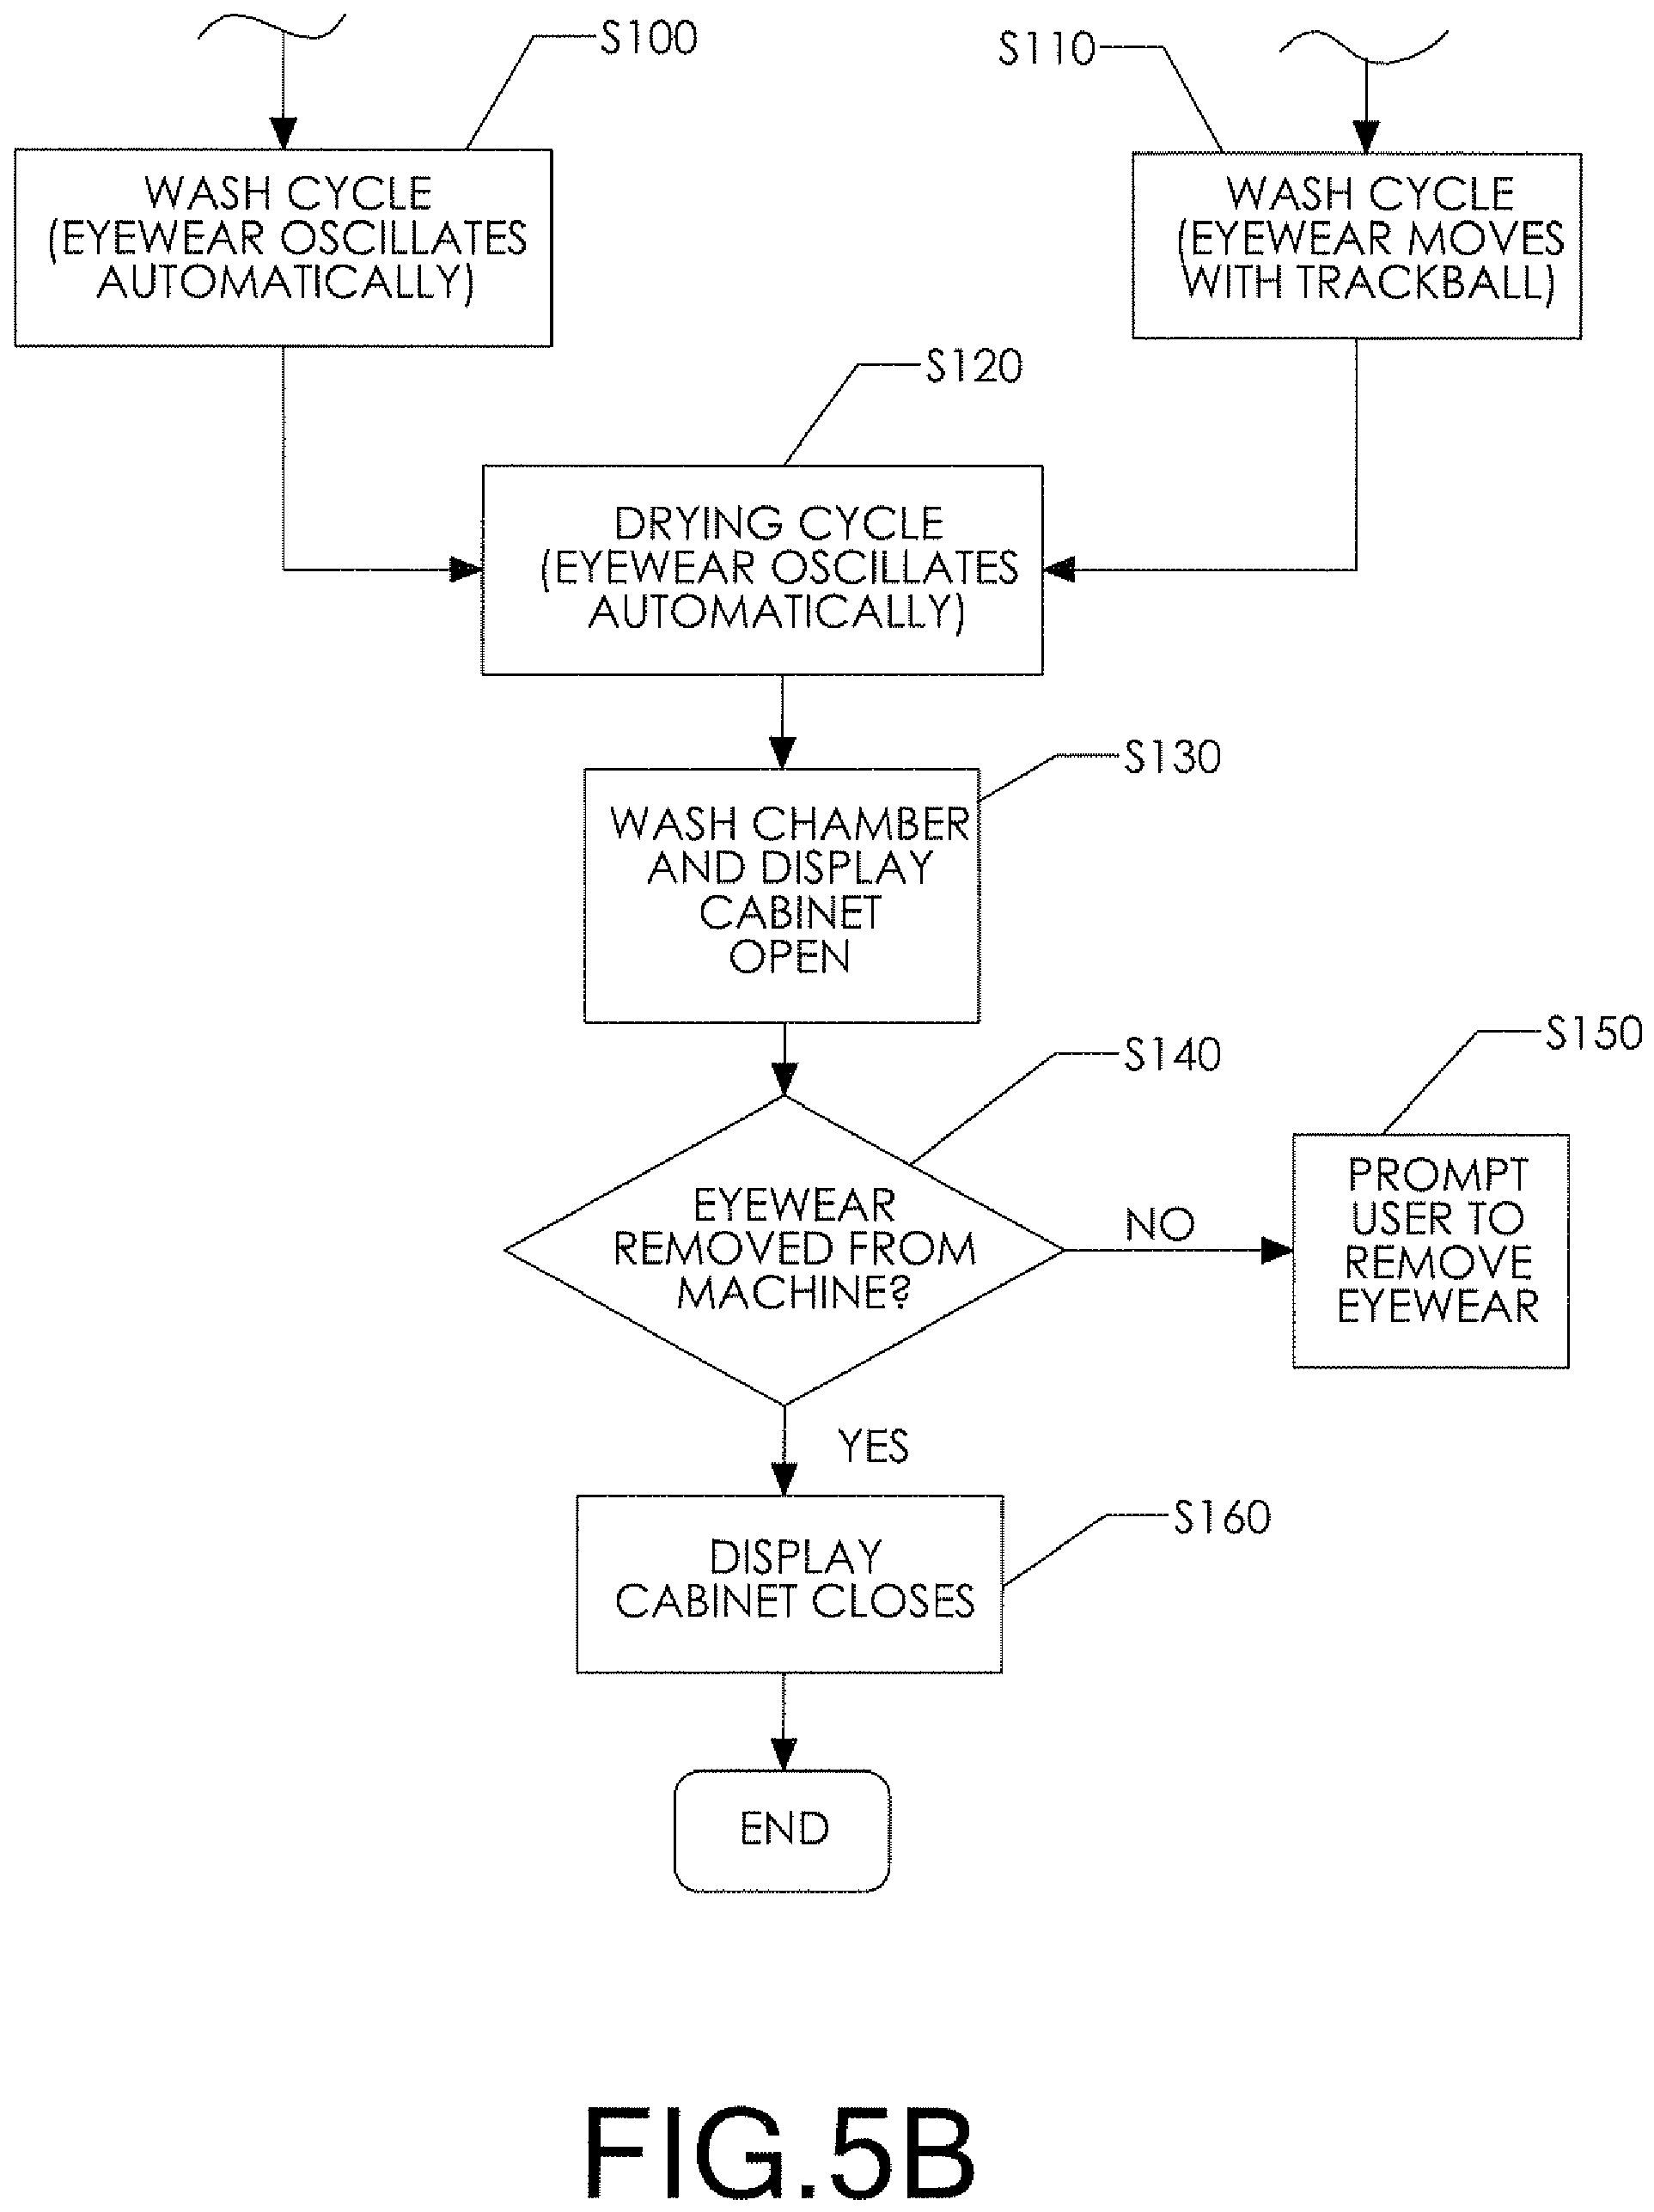 S100
WASH CYCLE
(EYEWEAR OSCILLATES
AUTOMATICALLY)
S110
WASH CYCLE
(EYEWEAR MOVES
WITH TRACKBALL)
S120
DRYING CYCLE
(EYEWEAR OSCILLATES
AUTOMATICALLY)
S130
WASH CHAMBER
AND DISPLAY
CABINET
OPEN
S140
EYEWEAR
REMOVED FROM
MACHINE?
NO
S150
PROMPT
USER TO
REMOVE
EYEWEAR
YES
S160
DISPLAY
CABINET CLOSES
END
FIG.5B